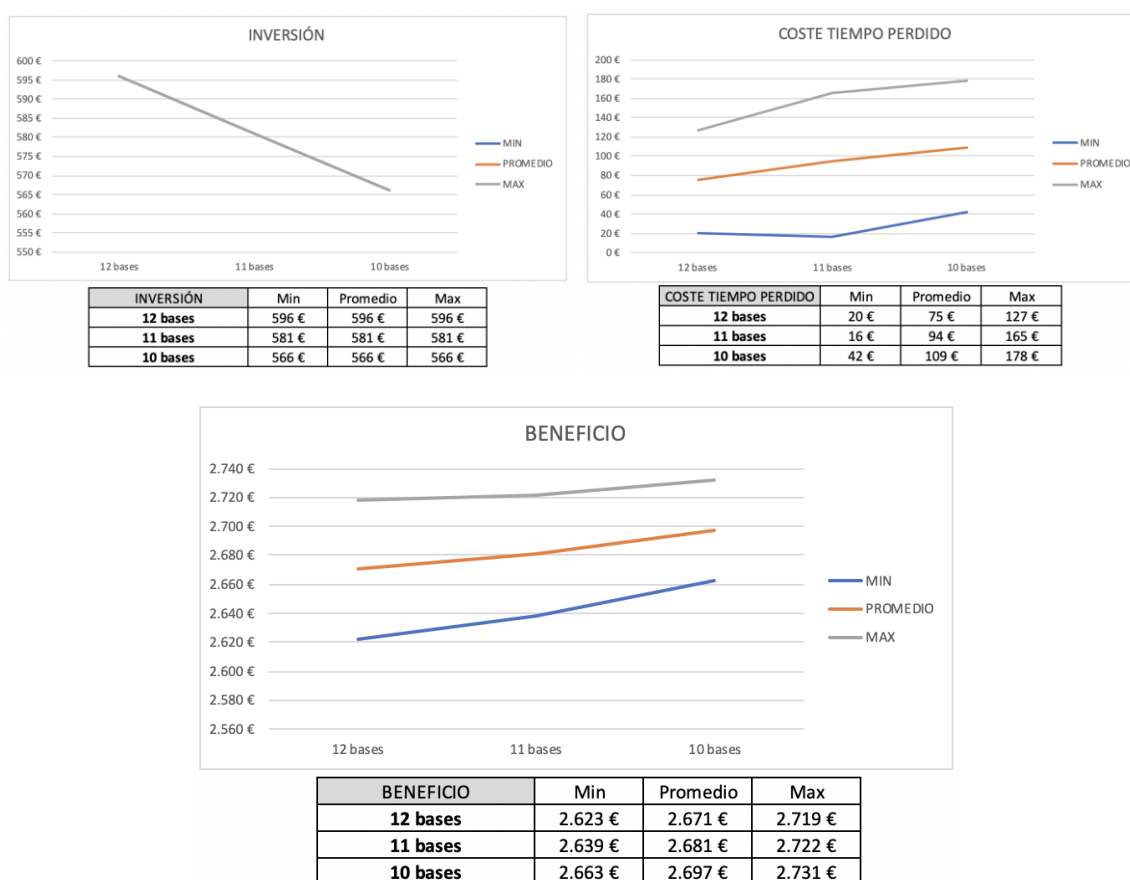 INVERSIÓN
600 €
595 €
590 €
585 €
580 €
575 €
570 €
565 €
560 €
555 €
550 €
12 bases 11 bases 10 bases
MIN
PROMEDIO
MAX
INVERSIÓN Min Promedio Max
12 bases 596 € 596 € 596 €
11 bases 581 € 581 € 581 €
10 bases 566 € 566 € 566 €
COSTE TIEMPO PERDIDO
200 €
180 €
160 €
140 €
120 €
100 €
80 €
60 €
40 €
20 €
0 €
12 bases 11 bases 10 bases
MIN
PROMEDIO
MAX
COSTE TIEMPO PERDIDO Min Promedio Max
12 bases 20 € 75 € 127 €
11 bases 16 € 94 € 165 €
10 bases 42 € 109 € 178 €
BENEFICIO
2.740 €
2.720 €
2.700 €
2.680 €
2.660 €
2.640 €
2.620 €
2.600 €
2.580 €
2.560 €
12 bases 11 bases 10 bases
MIN
PROMEDIO
MAX
BENEFICIO Min Promedio Max
12 bases 2.623 € 2.671 € 2.719 €
11 bases 2.639 € 2.681 € 2.722 €
10 bases 2.663 € 2.697 € 2.731 €